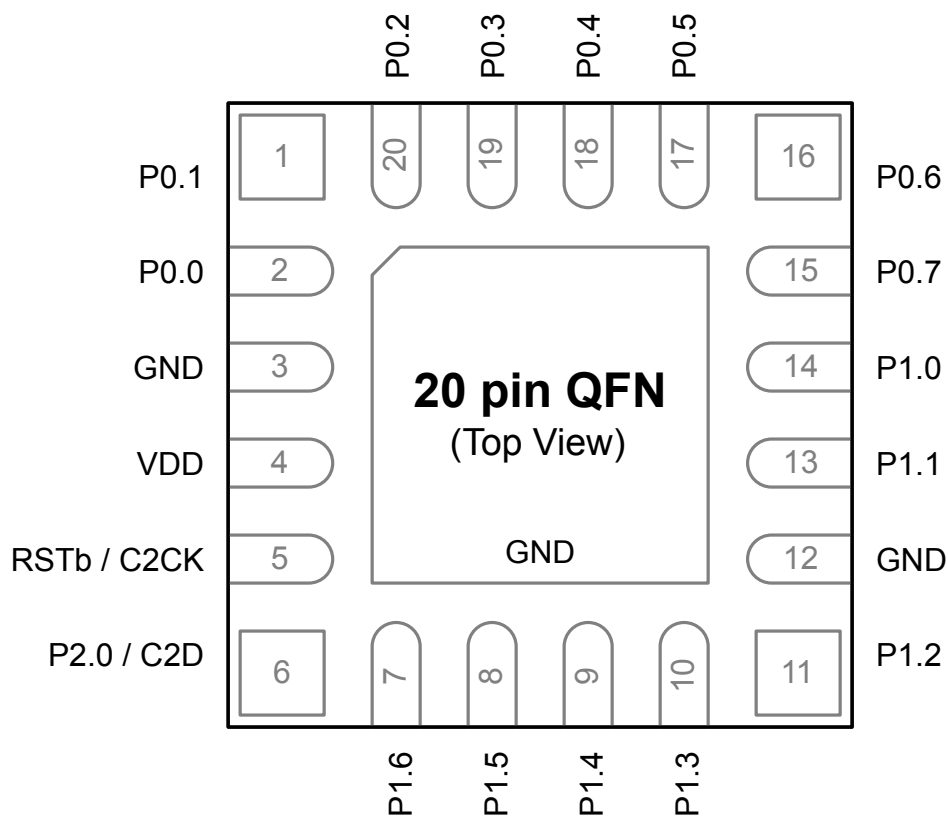 P0.2
P0.3
P0.4
P0.5
1
20
19
18
17
16
P0.1
P0.6
P0.0
2
15
P0.7
GND
3
14
P1.0
20 pin QFN
(Top View)
VDD
4
13
P1.1
RSTb / C2CK
5
GND
12
GND
P2.0 / C2D
6
7
8
9
10
11
P1.2
P1.6
P1.5
P1.4
P1.3